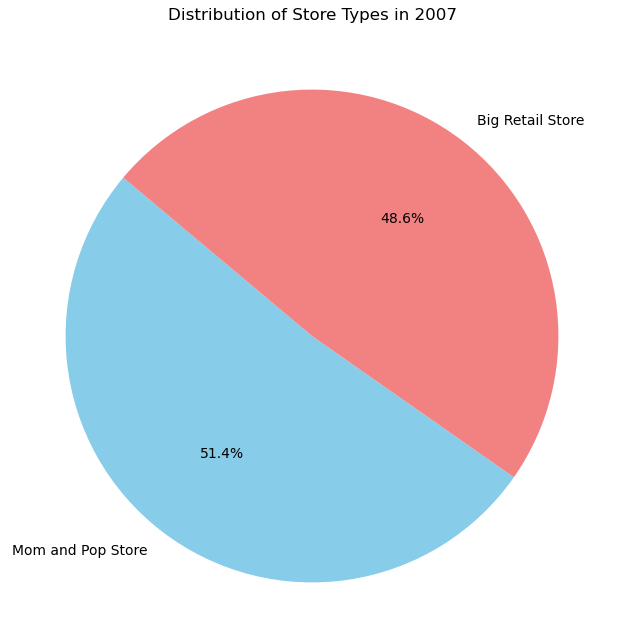 Distribution of Store Types in 2007
Big Retail Store
48.6%
51.4%
Mom and Pop Store